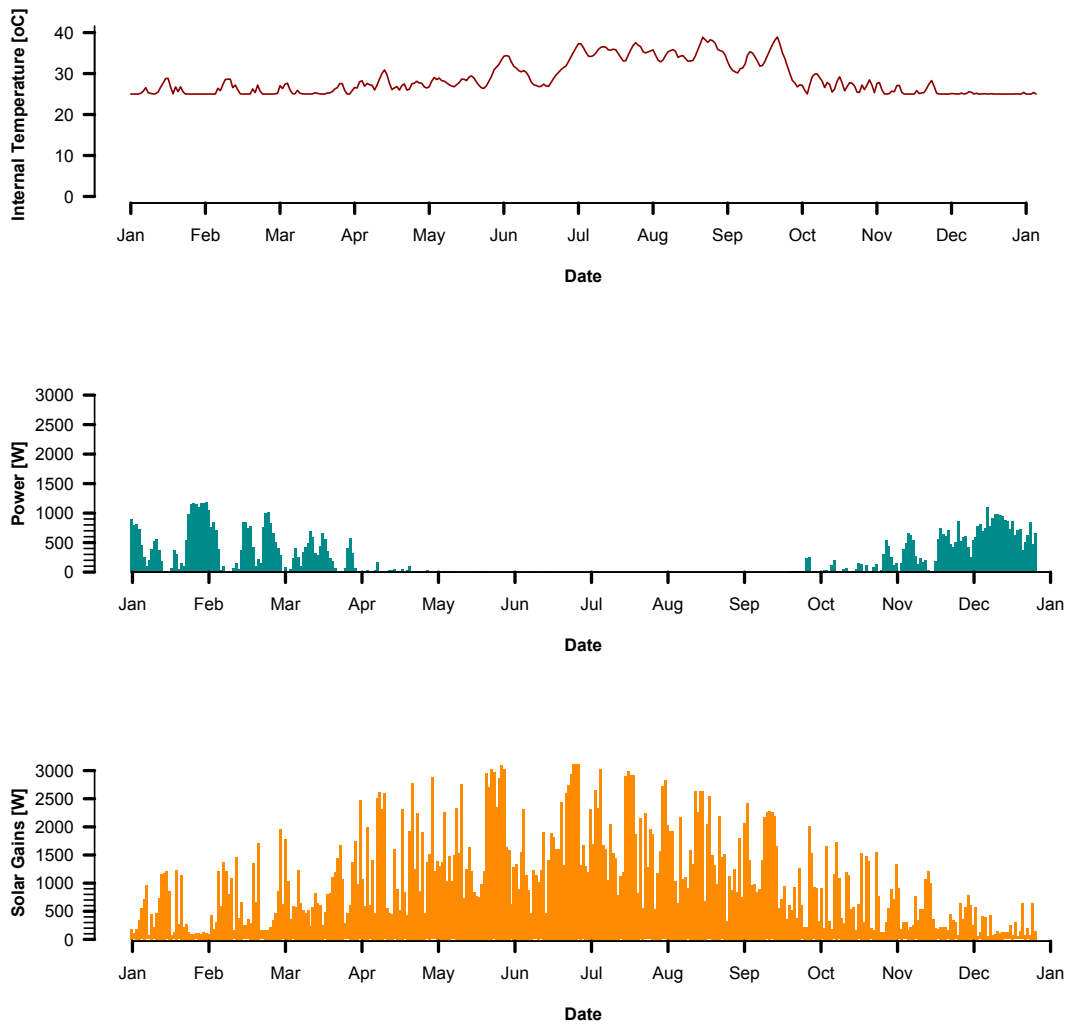 Internal Temperature [oC]
40
30
20
10
0
Jan Feb Mar Apr May Jun Jul Aug Sep Oct Nov Dec Jan
Date
Power [W]
3000
2500
2000
1500
1000
500
0
Jan Feb Mar Apr May Jun Jul Aug Sep Oct Nov Dec Jan
Date
Solar Gains [W]
3000
2500
2000
1500
1000
500
0
Jan Feb Mar Apr May Jun Jul Aug Sep Oct Nov Dec Jan
Date